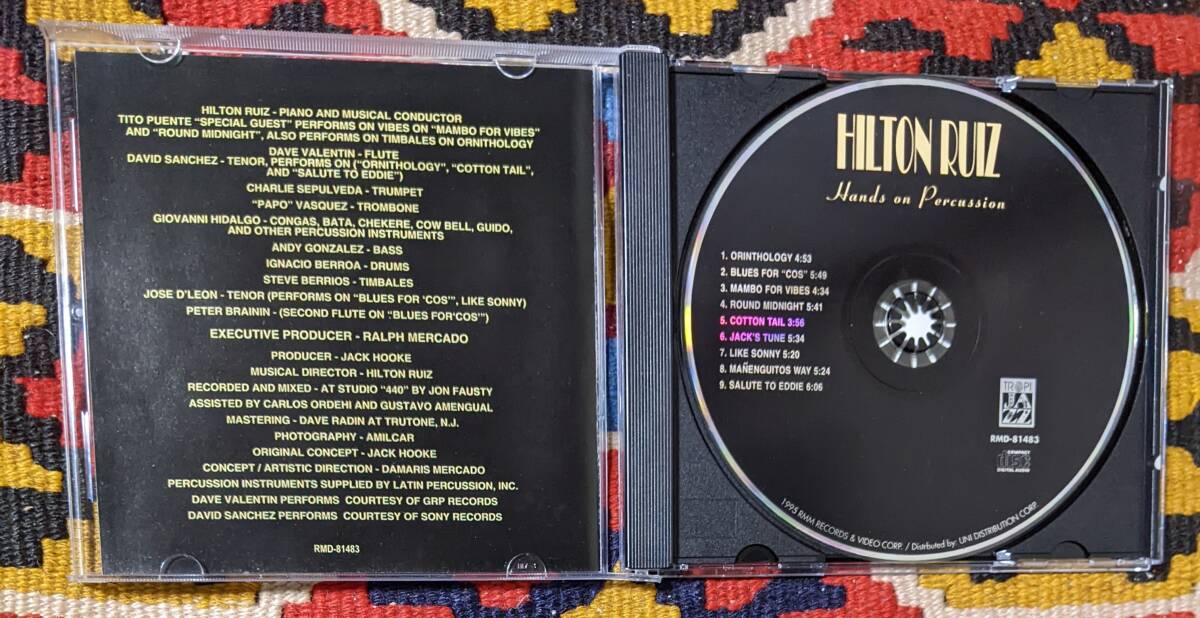 HILTON RUIZ - PIANO AND MUSICAL CONDUCTOR
TITO PUENTE "SPECIAL GUEST" PERFORMS ON VIBES ON "MAMBO FOR VIBES"
AND "ROUND MIDNIGHT", ALSO PERFORMS ON TIMBALES ON ORNITHOLOGY
DAVE VALENTIN - FLUTE
DAVID SANCHEZ - TENOR, PERFORMS ON ("ORNITHOLOGY", "COTTON TAIL",
AND "SALUTE TO EDDIE")
CHARLIE SEPULVEDA - TRUMPET
"PAPO" VASQUEZ - TROMBONE
GIOVANNI HIDALGO - CONGAS, BATA, CHEKERE, COW BELL, GUIDO,
AND OTHER PERCUSSION INSTRUMENTS
ANDY GONZALEZ - BASS
IGNACIO BERROA - DRUMS
STEVE BERRIOS - TIMBALES
JOSE D'LEON - TENOR (PERFORMS ON "BLUES FOR 'COS'", LIKE SONNY)
PETER BRAININ - (SECOND FLUTE ON "BLUES FOR'COS'")
EXECUTIVE PRODUCER - RALPH MERCADO
PRODUCER - JACK HOOKE
MUSICAL DIRECTOR - HILTON RUIZ
RECORDED AND MIXED - AT STUDIO "440" BY JON FAUSTY
ASSISTED BY CARLOS ORDEHI AND GUSTAVO AMENGUAL
MASTERING - DAVE RADIN AT TRUTONE, N.J.
PHOTOGRAPHY - AMILCAR
ORIGINAL CONCEPT - JACK HOOKE
CONCEPT / ARTISTIC DIRECTION - DAMARIS MERCADO
PERCUSSION INSTRUMENTS SUPPLIED BY LATIN PERCUSSION, INC.
DAVE VALENTIN PERFORMS COURTESY OF GRP RECORDS
DAVID SANCHEZ PERFORMS COURTESY OF SONY RECORDS
RMD-81483
HILTON RUIZ
Hands on Percussion
1. ORINTHOLOGY 4:53
2. BLUES FOR "COS" 5:49
3. MAMBO FOR VIBES 4:34
4. ROUND MIDNIGHT 5:41
5. COTTON TAIL 3:56
6. JACK'S TUNE 5:34
7. LIKE SONNY 5:20
8. MAÑENGUITOS WAY 5:24
9. SALUTE TO EDDIE 6:06
TROPI
JAZZ
RMD-81483
COMPACT
disc
DIGITAL AUDIO
1995 RMM RECORDS & VIDEO CORP. / Distrbuted by: UNI DISTRIBUTION CORP.